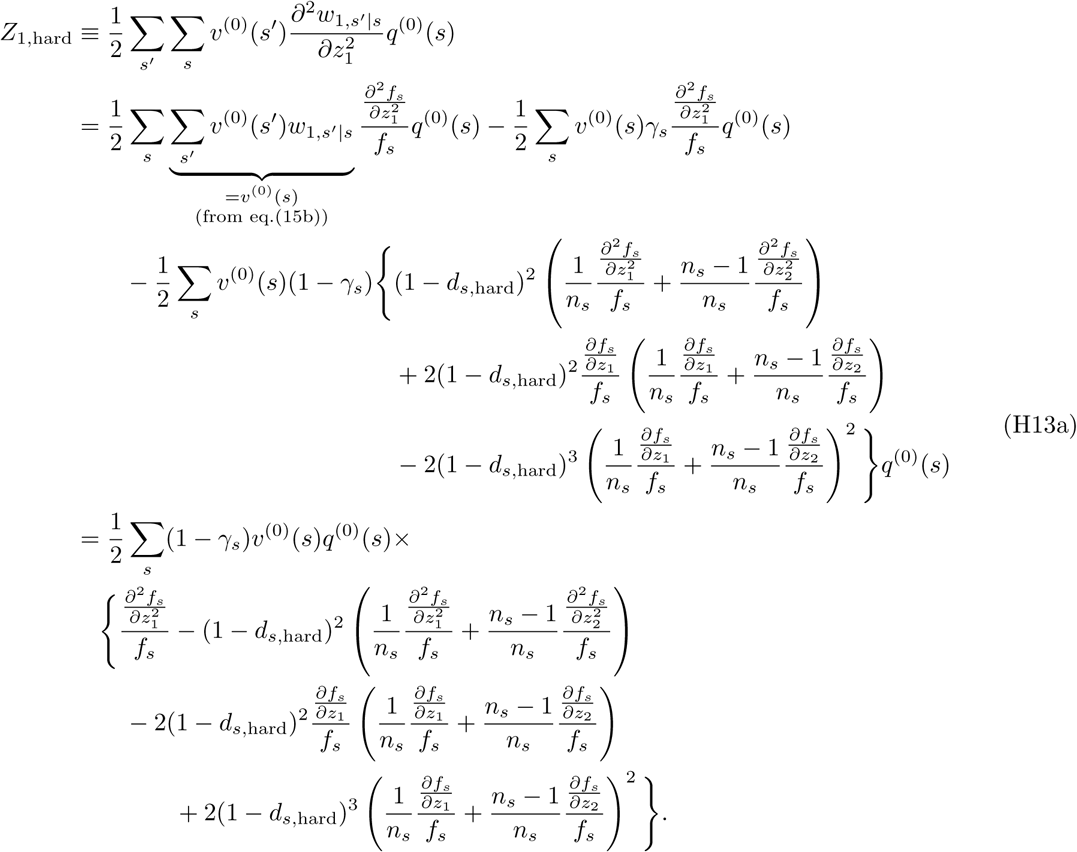 $Z_{1,\text{hard}} \equiv \frac{1}{2} \sum_{s'} \sum_{s} v^{(0)}(s') \frac{\partial^2 w_{1,s'|s}}{\partial z_1^2} q^{(0)}(s)$
$= \frac{1}{2} \sum_{s} \underbrace{\sum_{s'} v^{(0)}(s') w_{1,s'|s}}_{\substack{=v^{(0)}(s) \\ \text{(from eq.(15b))}}} \frac{\frac{\partial^2 f_s}{\partial z_1^2}}{f_s} q^{(0)}(s) - \frac{1}{2} \sum_{s} v^{(0)}(s) \gamma_s \frac{\frac{\partial^2 f_s}{\partial z_1^2}}{f_s} q^{(0)}(s)$
$- \frac{1}{2} \sum_{s} v^{(0)}(s)(1 - \gamma_s) \Bigg\{ (1 - d_{s,\text{hard}})^2 \left( \frac{1}{n_s} \frac{\frac{\partial^2 f_s}{\partial z_1^2}}{f_s} + \frac{n_s - 1}{n_s} \frac{\frac{\partial^2 f_s}{\partial z_2^2}}{f_s} \right)$
$+ 2(1 - d_{s,\text{hard}})^2 \frac{\frac{\partial f_s}{\partial z_1}}{f_s} \left( \frac{1}{n_s} \frac{\frac{\partial f_s}{\partial z_1}}{f_s} + \frac{n_s - 1}{n_s} \frac{\frac{\partial f_s}{\partial z_2}}{f_s} \right)$
(H13a)
$- 2(1 - d_{s,\text{hard}})^3 \left( \frac{1}{n_s} \frac{\frac{\partial f_s}{\partial z_1}}{f_s} + \frac{n_s - 1}{n_s} \frac{\frac{\partial f_s}{\partial z_2}}{f_s} \right)^2 \Bigg\} q^{(0)}(s)$
$= \frac{1}{2} \sum_{s} (1 - \gamma_s) v^{(0)}(s) q^{(0)}(s) \times$
$\Bigg\{ \frac{\frac{\partial^2 f_s}{\partial z_1^2}}{f_s} - (1 - d_{s,\text{hard}})^2 \left( \frac{1}{n_s} \frac{\frac{\partial^2 f_s}{\partial z_1^2}}{f_s} + \frac{n_s - 1}{n_s} \frac{\frac{\partial^2 f_s}{\partial z_2^2}}{f_s} \right)$
$- 2(1 - d_{s,\text{hard}})^2 \frac{\frac{\partial f_s}{\partial z_1}}{f_s} \left( \frac{1}{n_s} \frac{\frac{\partial f_s}{\partial z_1}}{f_s} + \frac{n_s - 1}{n_s} \frac{\frac{\partial f_s}{\partial z_2}}{f_s} \right)$
$+ 2(1 - d_{s,\text{hard}})^3 \left( \frac{1}{n_s} \frac{\frac{\partial f_s}{\partial z_1}}{f_s} + \frac{n_s - 1}{n_s} \frac{\frac{\partial f_s}{\partial z_2}}{f_s} \right)^2 \Bigg\}.$